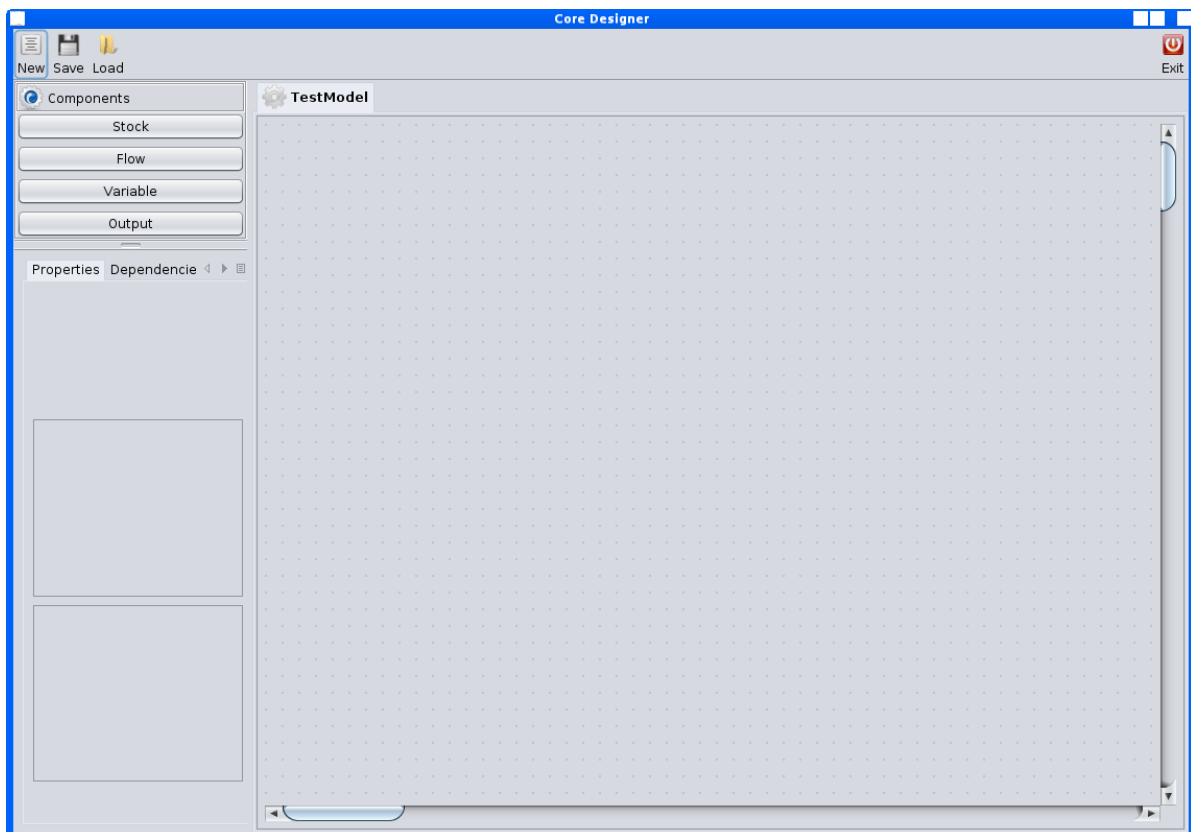 Core Designer
New Save Load
Exit
Components
TestModel
Stock
Flow
Variable
Output
Properties Dependencie